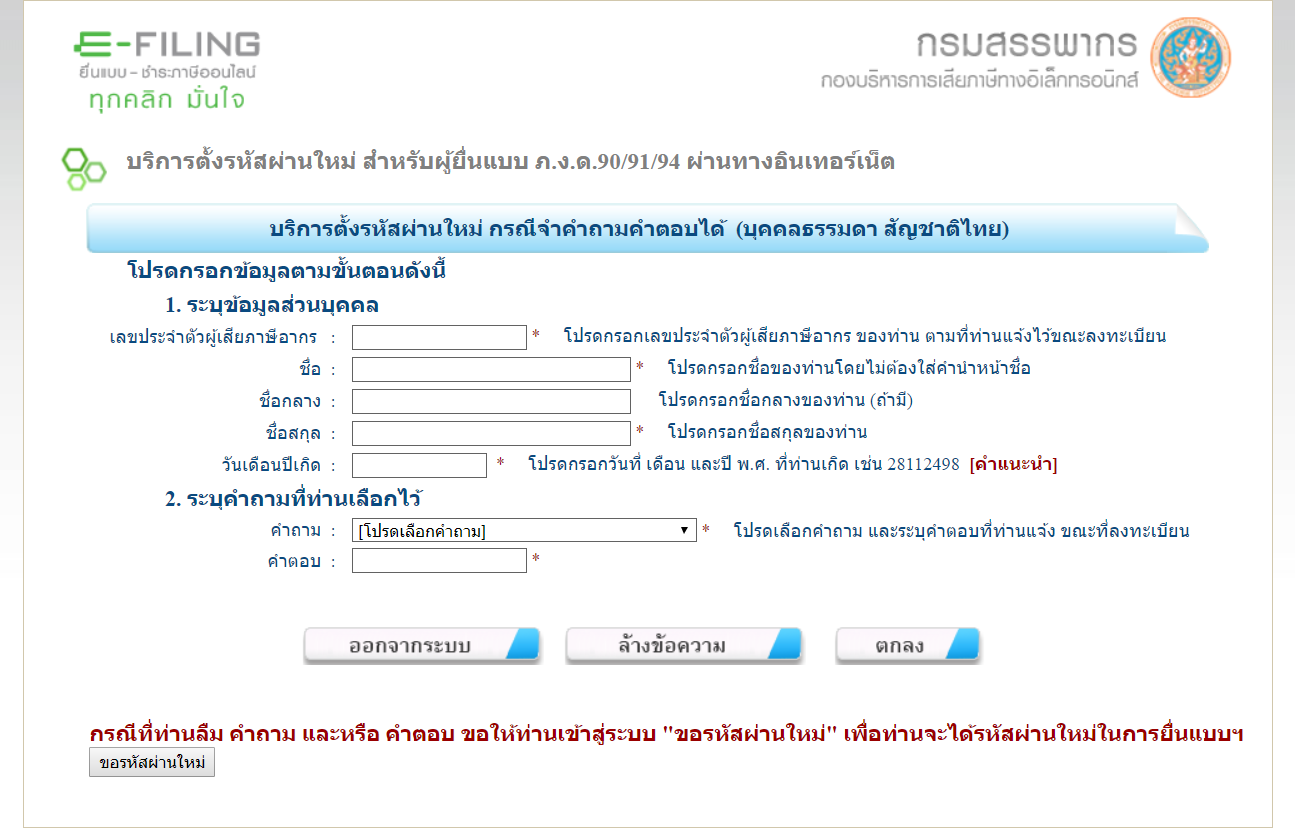 E-FILING
ยื่นแบบ - ชำระภาษีออนไลน์
ทุกคลิก มั่นใจ
กรมสรรพากร
กองบริหารการเสียภาษีทางอิเล็กทรอนิกส์
บริการตั้งรหัสผ่านใหม่ สำหรับผู้ยื่นแบบ ภ.ง.ด.90/91/94 ผ่านทางอินเทอร์เน็ต
บริการตั้งรหัสผ่านใหม่ กรณีจำคำถามคำตอบได้ (บุคคลธรรมดา สัญชาติไทย)
โปรดกรอกข้อมูลตามขั้นตอนดังนี้
1. ระบุข้อมูลส่วนบุคคล
เลขประจำตัวผู้เสียภาษีอากร : * โปรดกรอกเลขประจำตัวผู้เสียภาษีอากร ของท่าน ตามที่ท่านแจ้งไว้ขณะลงทะเบียน
ชื่อ : * โปรดกรอกชื่อของท่านโดยไม่ต้องใส่คำนำหน้าชื่อ
ชื่อกลาง : โปรดกรอกชื่อกลางของท่าน (ถ้ามี)
ชื่อสกุล : * โปรดกรอกชื่อสกุลของท่าน
วันเดือนปีเกิด : * โปรดกรอกวันที่ เดือน และปี พ.ศ. ที่ท่านเกิด เช่น 28112498 [คำแนะนำ]
2. ระบุคำถามที่ท่านเลือกไว้
คำถาม : [โปรดเลือกคำถาม] * โปรดเลือกคำถาม และระบุคำตอบที่ท่านแจ้ง ขณะที่ลงทะเบียน
คำตอบ : *
ออกจากระบบ ล้างข้อความ ตกลง
กรณีที่ท่านลืม คำถาม และหรือ คำตอบ ขอให้ท่านเข้าสู่ระบบ "ขอรหัสผ่านใหม่" เพื่อท่านจะได้รหัสผ่านใหม่ในการยื่นแบบฯ
ขอรหัสผ่านใหม่